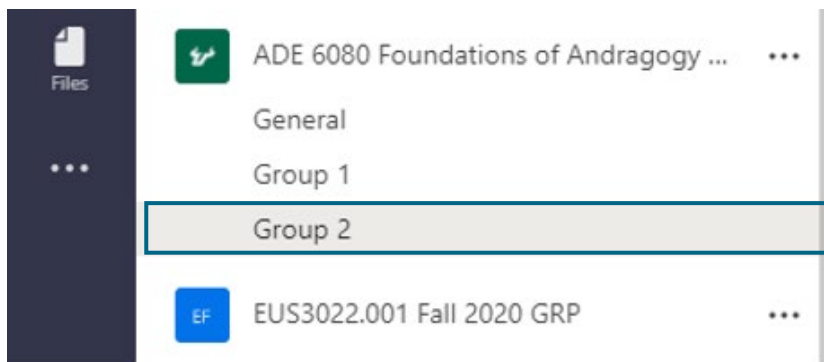 Files
ADE 6080 Foundations of Andragogy ...
General
Group 1
Group 2
EF
EUS3022.001 Fall 2020 GRP